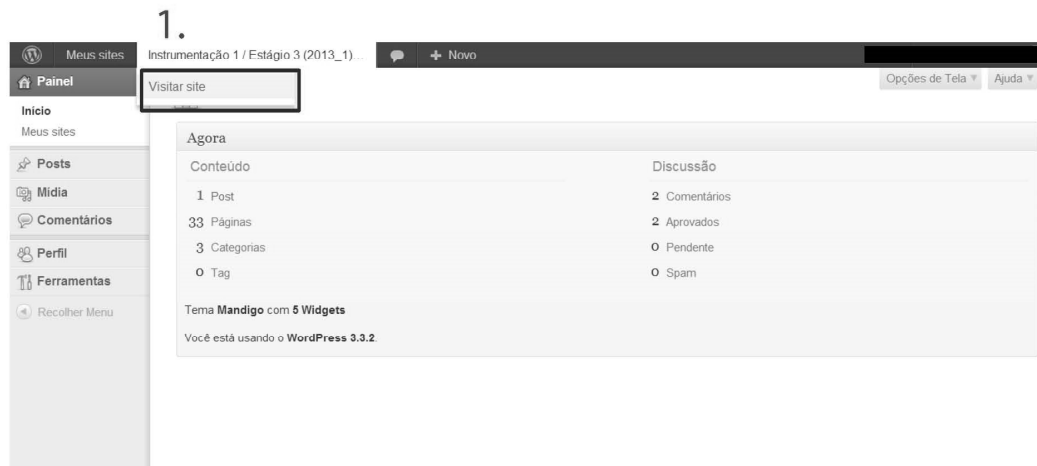 1.
Meus sites
Instrumentação 1 / Estágio 3 (2013_1)...
+ Novo
Painel
Visitar site
Opções de Tela
Ajuda
Início
Meus sites
Agora
Posts
Conteúdo
Discussão
Mídia
1 Post
2 Comentários
Comentários
33 Páginas
2 Aprovados
Perfil
3 Categorias
0 Pendente
Ferramentas
0 Tag
0 Spam
Recolher Menu
Tema Mandigo com 5 Widgets
Você está usando o WordPress 3.3.2.